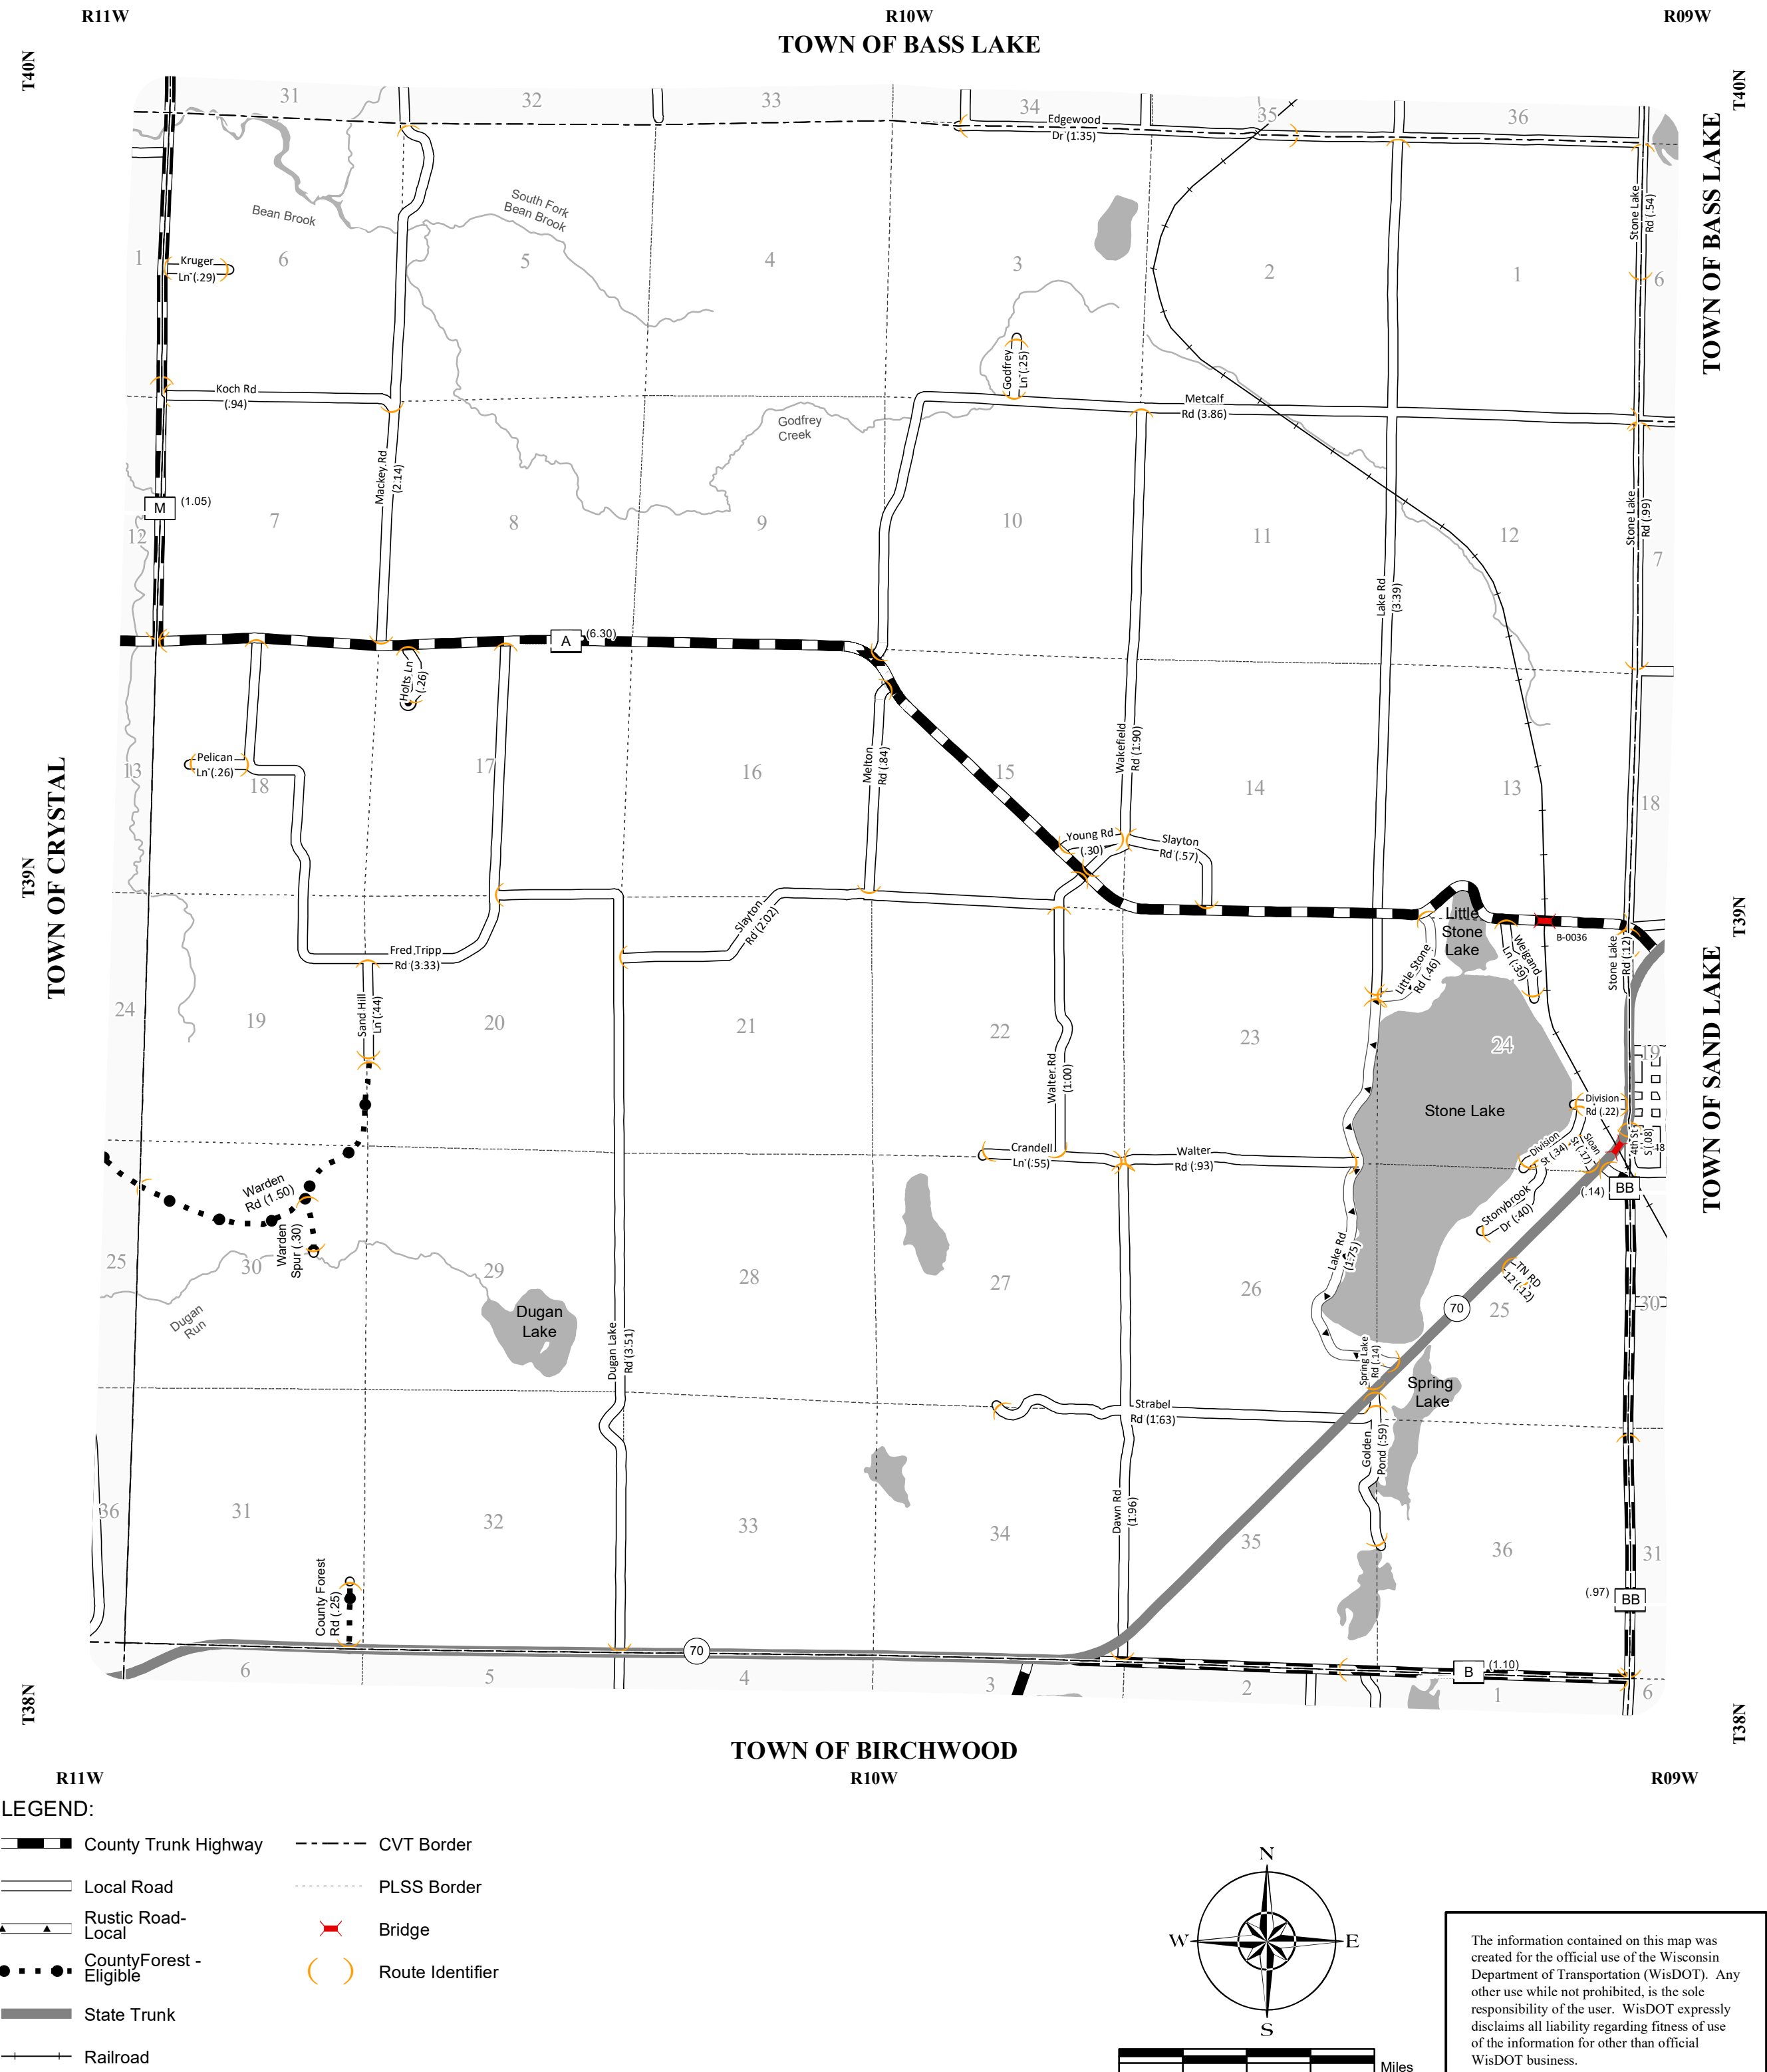 R11W
R10W
R09W
TOWN OF BASS LAKE
T40N
T40N
31
32
33
34
35
36
Edgewood
Dr (1.35)
TOWN OF BASS LAKE
Stone Lake
Rd (.54)
Bean Brook
South Fork
Bean Brook
1
6
5
4
3
2
1
6
Kruger
Ln (.29)
Godfrey
Ln (.25)
Koch Rd
(.94)
Metcalf
Rd (3.86)
Godfrey
Creek
Mackey Rd
(2.14)
M
(1.05)
Stone Lake
Rd (.99)
12
7
8
9
10
11
12
7
Lake Rd
(3.39)
A
(6.30)
Holts Ln
(.26)
Pelican
Ln (.26)
13
18
17
16
15
14
13
18
Melton
Rd (.84)
Wakefield
Rd (1.90)
Young Rd
(.30)
Slayton
Rd (.57)
TOWN OF CRYSTAL
T39N
T39N
Slayton
Rd (2.02)
Fred Tripp
Rd (3.33)
Little
Stone
Lake
Little Stone
Rd (.46)
Weigand
Ln (.39)
B-0036
Stone Lake
Rd (.12)
TOWN OF SAND LAKE
Sand Hill
Ln (.44)
24
19
20
21
22
23
24
19
Walter Rd
(1.00)
Stone Lake
Division
Rd (.22)
Division
St (.34)
Sloan
St (.17)
4th St
S (.08)
48
Crandell
Ln (.55)
Walter
Rd (.93)
BB
(.14)
Stonybrook
Dr (.40)
Warden
Rd (1.50)
Warden
Spur (.30)
Lake Rd
(1.75)
TN RD
12 (.12)
25
30
29
28
27
26
25
30
Dugan
Run
Dugan
Lake
70
Dugan Lake
Rd (3.51)
Spring Lake
Rd (.14)
Spring
Lake
Strabel
Rd (1.63)
Golden
Pond (.59)
Dawn Rd
(1.96)
36
31
32
33
34
35
36
31
County Forest
Rd (.25)
(.97)
BB
70
B
(1.10)
6
5
4
3
2
1
6
T38N
T38N
TOWN OF BIRCHWOOD
R11W
R10W
R09W
LEGEND:
County Trunk Highway
CVT Border
Local Road
PLSS Border
Rustic Road-
Local
Bridge
CountyForest -
Eligible
Route Identifier
State Trunk
Railroad
N
W
E
S
Miles
The information contained on this map was
created for the official use of the Wisconsin
Department of Transportation (WisDOT). Any
other use while not prohibited, is the sole
responsibility of the user. WisDOT expressly
disclaims all liability regarding fitness of use
of the information for other than official
WisDOT business.